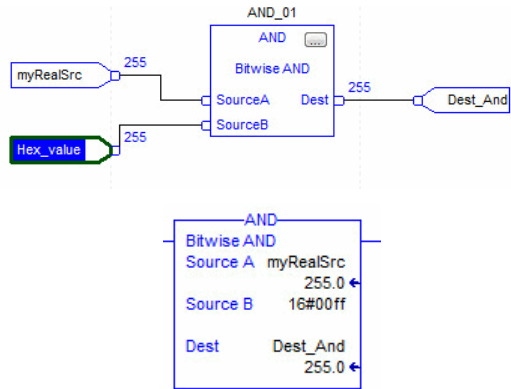 AND_01
AND ...
Bitwise AND
255
myRealSrc
SourceA Dest
255
Dest_And
SourceB
255
Hex_value
AND
Bitwise AND
Source A myRealSrc
255.0
Source B 16#00ff
Dest Dest_And
255.0